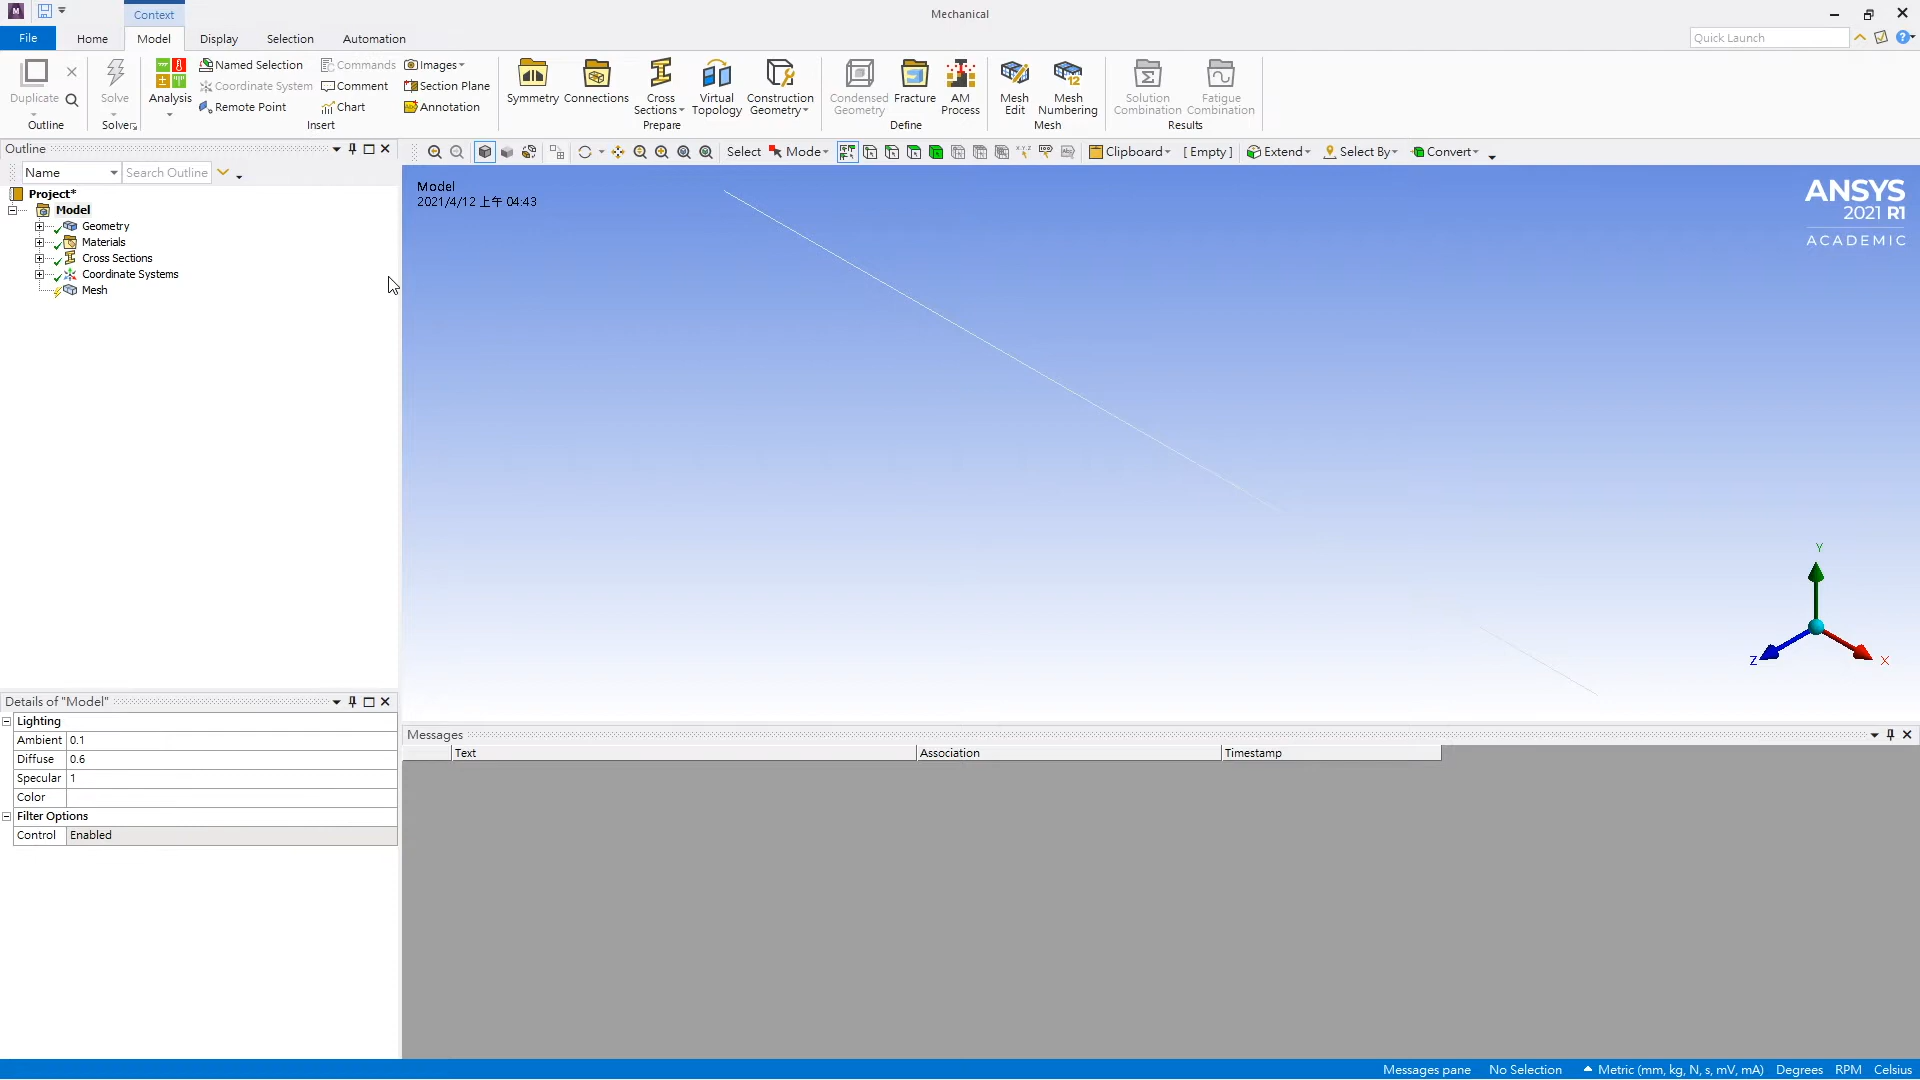 Context
Mechanical
File
Home
Model
Display
Selection
Automation
Quick Launch
Duplicate
Outline
Solve
Solver
Analysis
Named Selection
Coordinate System
Remote Point
Commands
Comment
Chart
Images
Section Plane
Annotation
Insert
Symmetry
Connections
Cross
Sections
Virtual
Topology
Construction
Geometry
Prepare
Condensed
Geometry
Fracture
AM
Process
Define
Mesh
Edit
Mesh
Numbering
Mesh
Solution
Combination
Fatigue
Combination
Results
Outline
Name
Search Outline
Project*
Model
Geometry
Materials
Cross Sections
Coordinate Systems
Mesh
Select
Mode
Clipboard
[ Empty ]
Extend
Select By
Convert
Model
2021/4/12 上午 04:43
ANSYS
2021 R1
ACADEMIC
Y
Z
X
Details of "Model"
Lighting
Ambient 0.1
Diffuse 0.6
Specular 1
Color
Filter Options
Control Enabled
Messages
Text Association Timestamp
Messages pane No Selection Metric (mm, kg, N, s, mV, mA) Degrees RPM Celsius